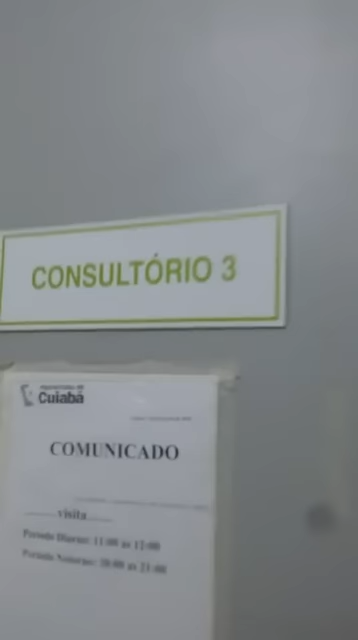 CONSULTÓRIO 3
Cuiabá
COMUNICADO
visita
Período Diurno: 11:00 as 12:00
Período Noturno: 20:00 as 21:00